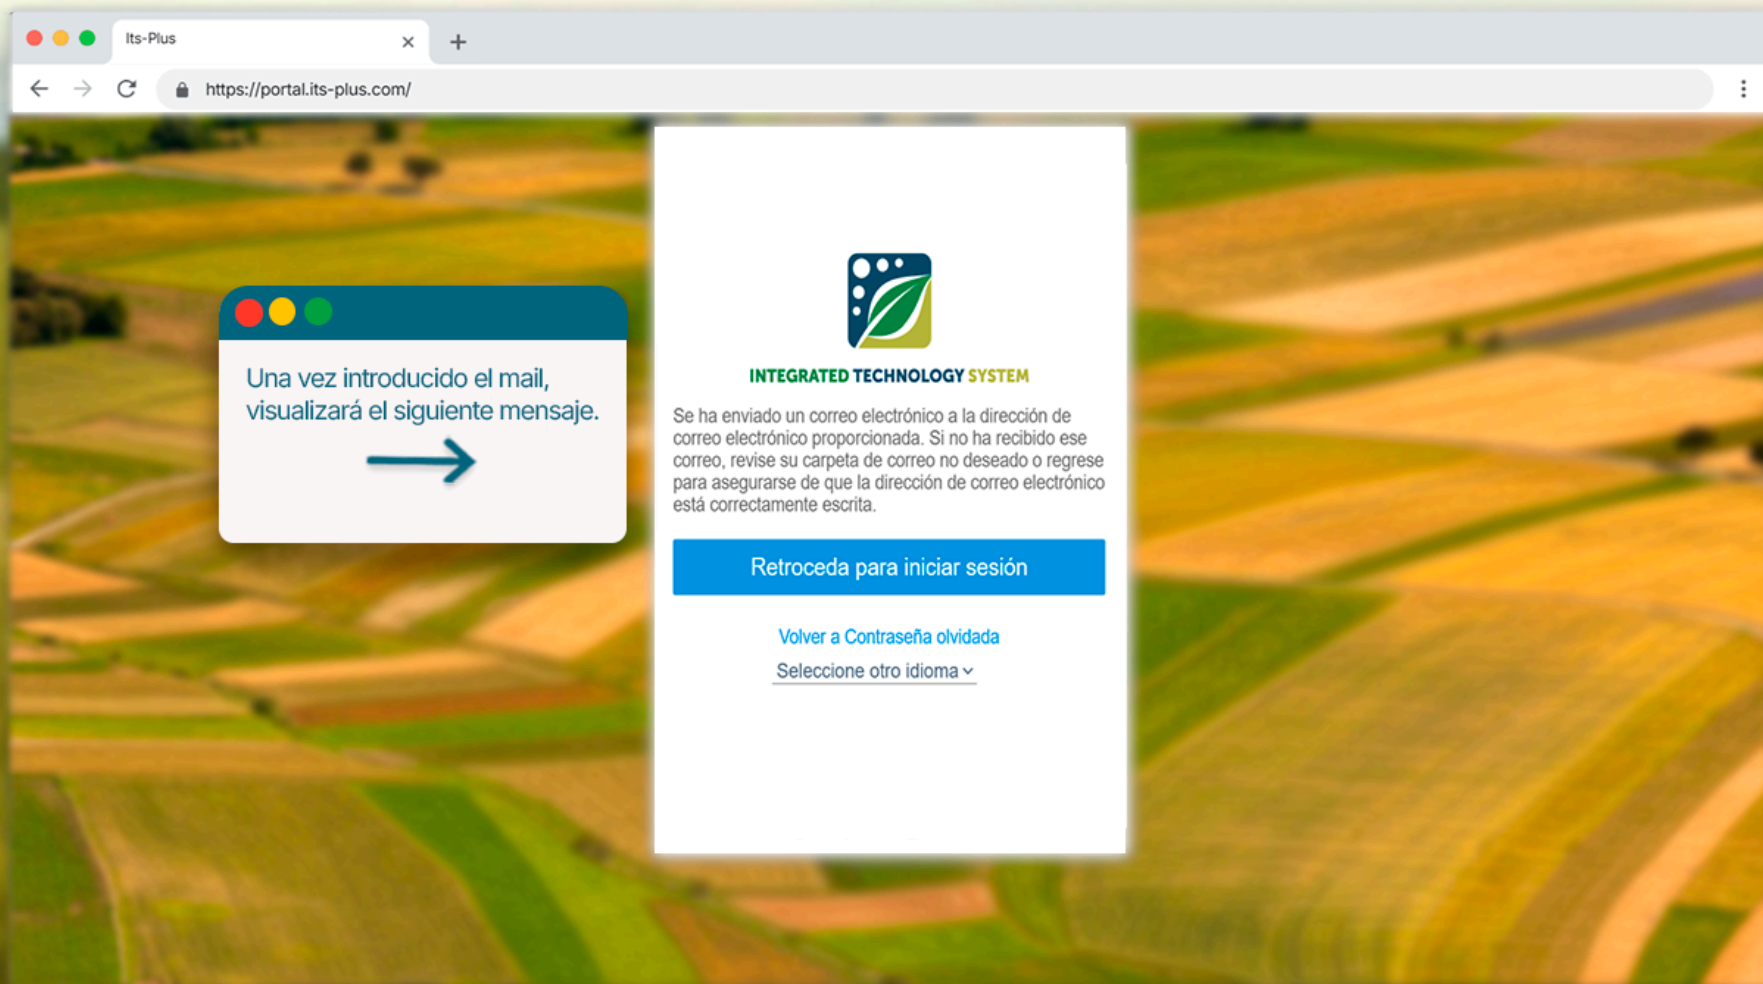 Its-Plus
https://portal.its-plus.com/
Una vez introducido el mail,
visualizará el siguiente mensaje.
INTEGRATED TECHNOLOGY SYSTEM
Se ha enviado un correo electrónico a la dirección de
correo electrónico proporcionada. Si no ha recibido ese
correo, revise su carpeta de correo no deseado o regrese
para asegurarse de que la dirección de correo electrónico
está correctamente escrita.
Retroceda para iniciar sesión
Volver a Contraseña olvidada
Seleccione otro idioma